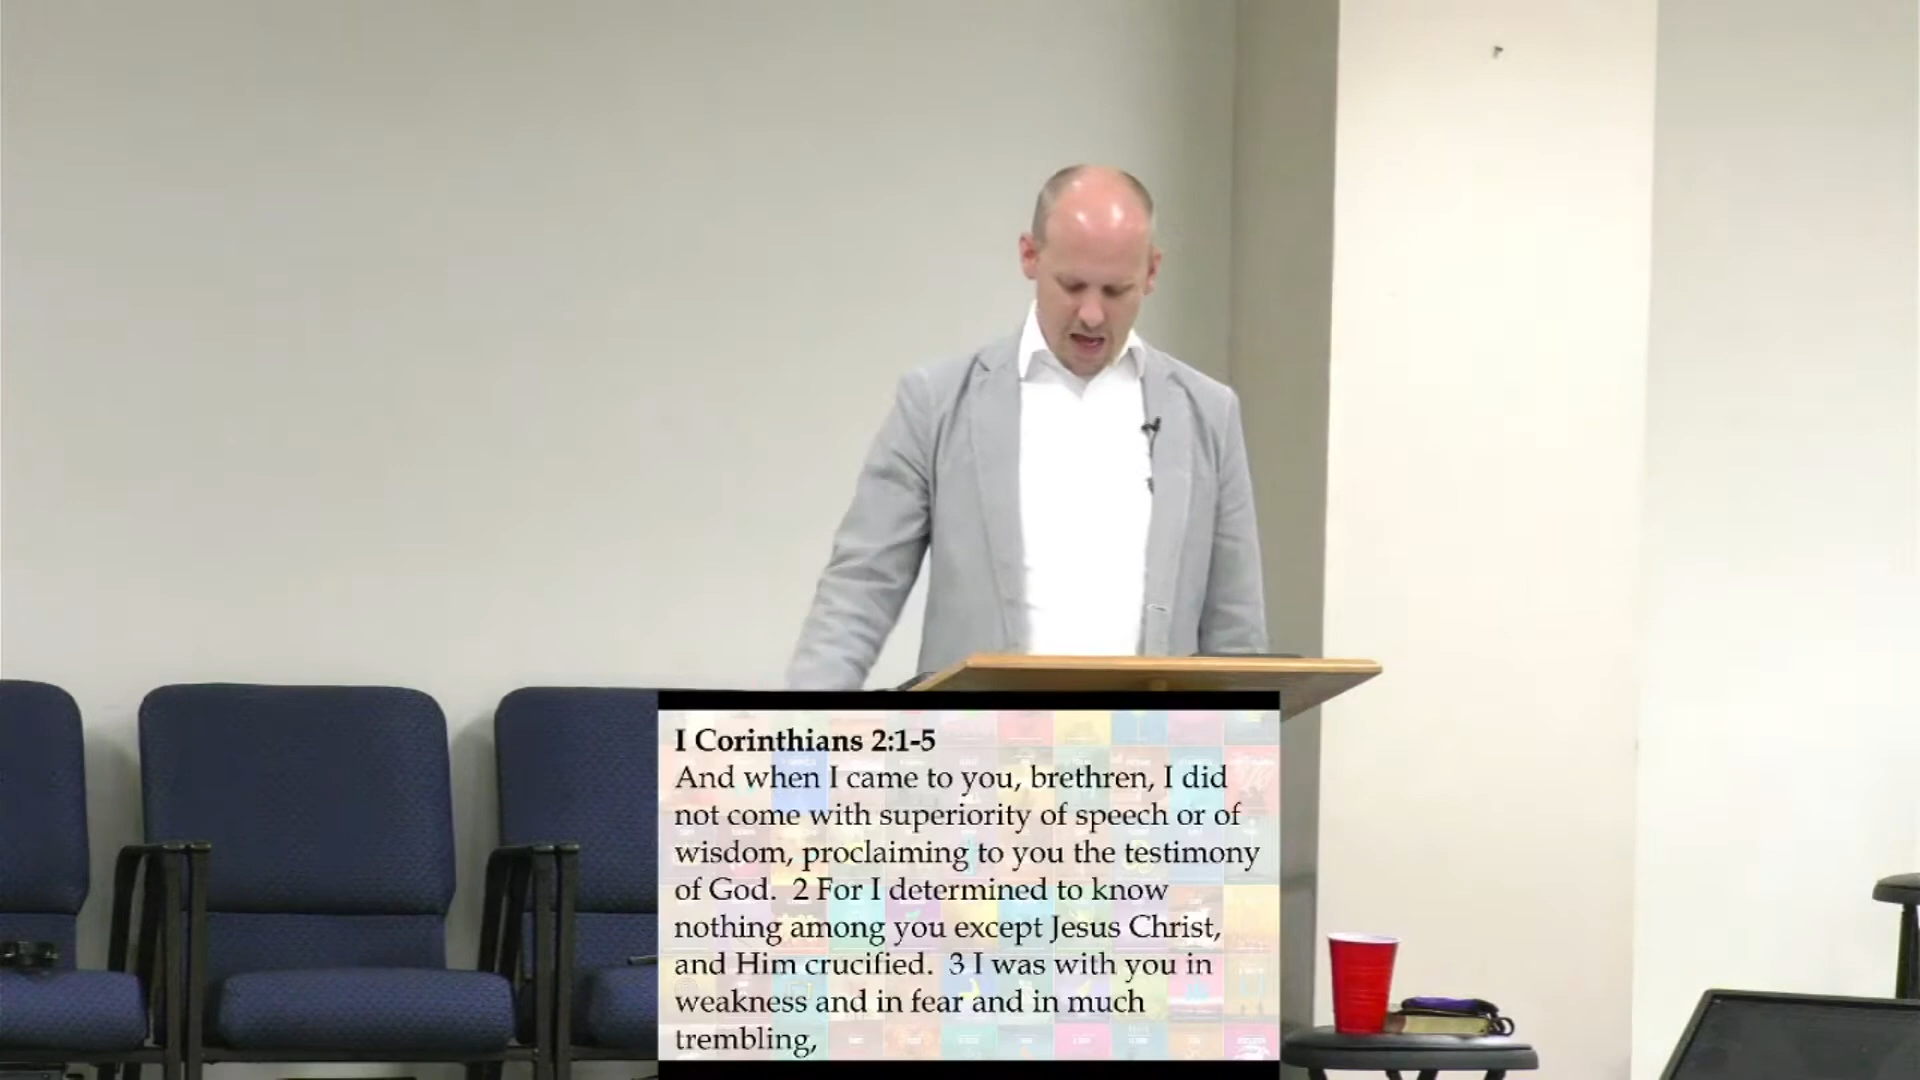 I Corinthians 2:1-5
And when I came to you, brethren, I did
not come with superiority of speech or of
wisdom, proclaiming to you the testimony
of God.  2 For I determined to know
nothing among you except Jesus Christ,
and Him crucified.  3 I was with you in
weakness and in fear and in much
trembling,